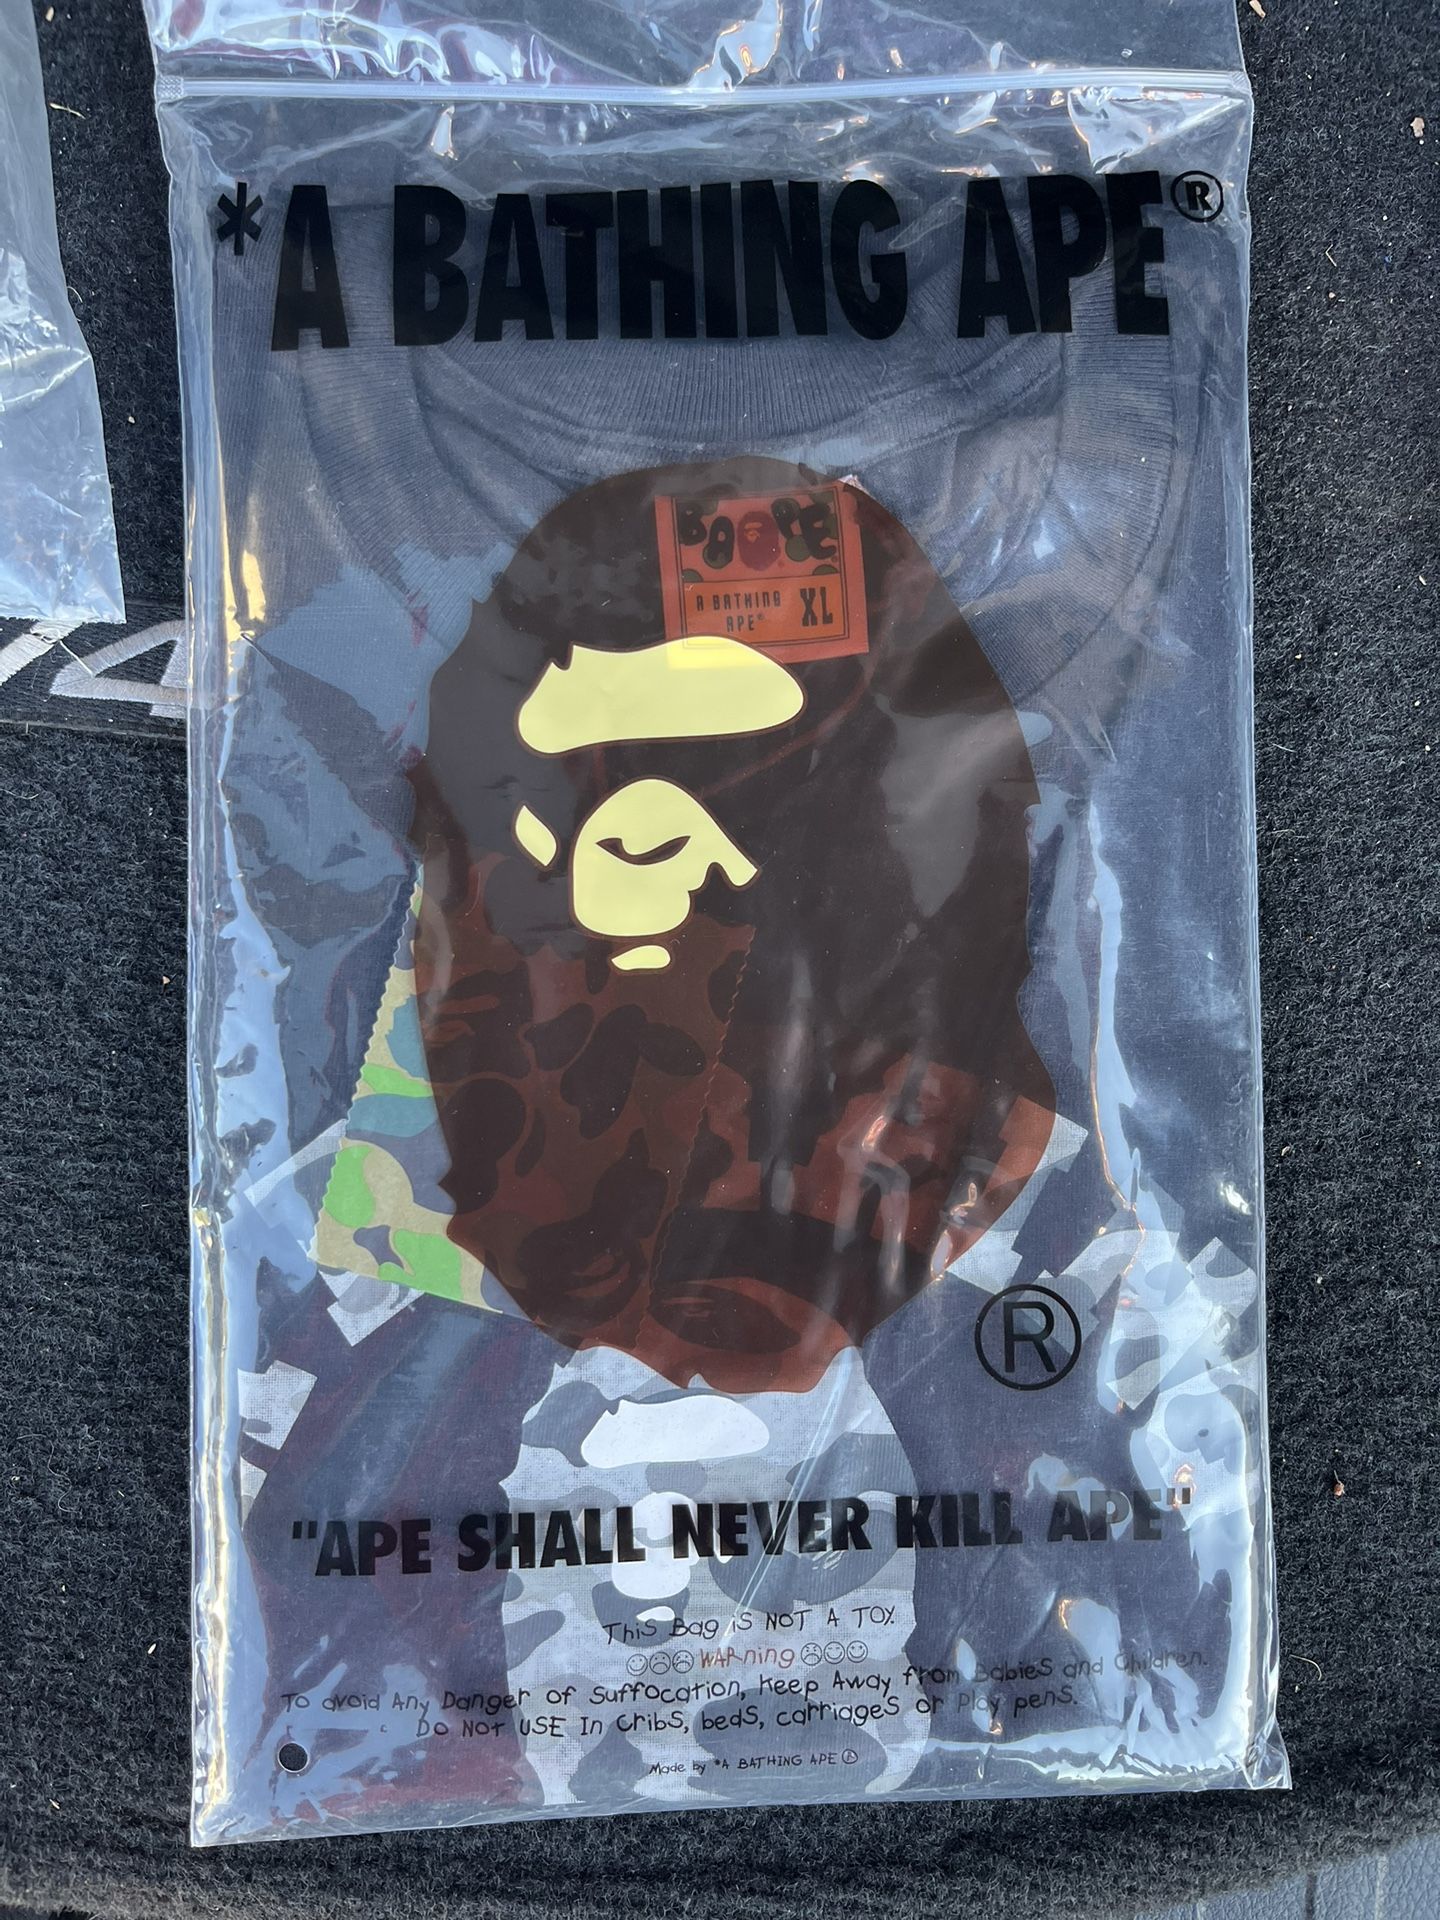 *A BATHING APE®
BAPE
A BATHING
APE® XL
®
"APE SHALL NEVER KILL APE"
This Bag iS NOT A TOY.
WARning
To avoid Any Danger of Suffocation, Keep Away from Babies and Children.
Do Not USE In Cribs, beds, carriages or Play pens.
Made by *A BATHING APE®